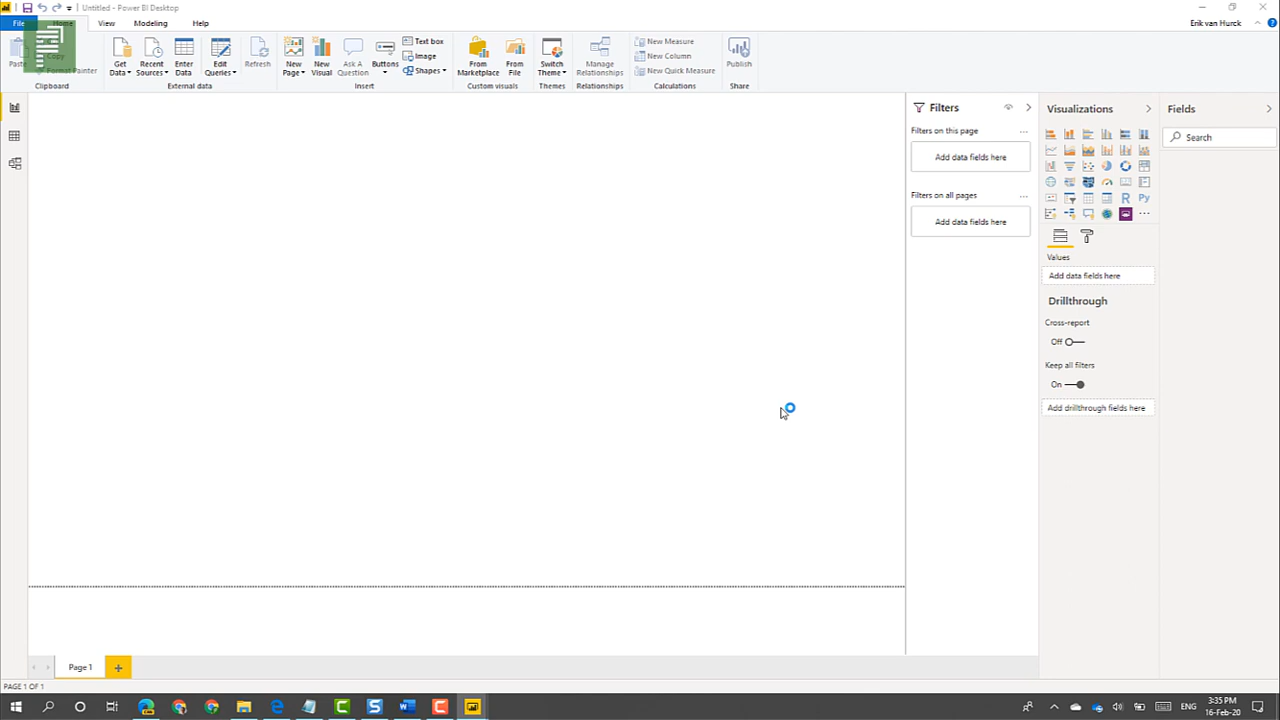 Untitled - Power BI Desktop
Erik van Hurck
File Home View Modeling Help
Paste
Copy
Format Painter
Clipboard
Get Data
Recent Sources
Enter Data
Edit Queries
External data
Refresh
New Page
New Visual
Ask A Question
Buttons
Text box
Image
Shapes
Insert
From Marketplace
From File
Custom visuals
Switch Theme
Themes
Manage Relationships
Relationships
New Measure
New Column
New Quick Measure
Calculations
Publish
Share
Filters
Filters on this page
Add data fields here
Filters on all pages
Add data fields here
Visualizations
R Py
Values
Add data fields here
Drillthrough
Cross-report
Off
Keep all filters
On
Add drillthrough fields here
Fields
Search
Page 1
PAGE 1 OF 1
ENG
3:35 PM
16-Feb-20